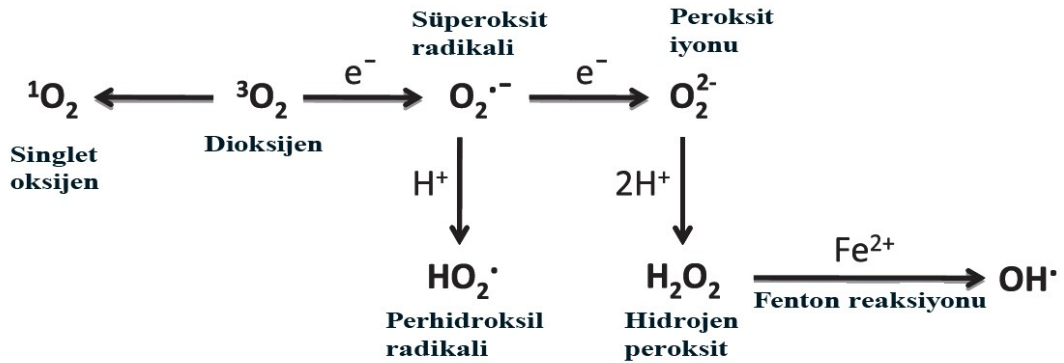 Süperoksit
radikali
Peroksit
iyonu
¹O₂
³O₂
e⁻
O₂·⁻
e⁻
O₂²⁻
Singlet
oksijen
Dioksijen
H⁺
2H⁺
HO₂·
H₂O₂
Fe²⁺
OH·
Fenton reaksiyonu
Perhidroksil
radikali
Hidrojen
peroksit